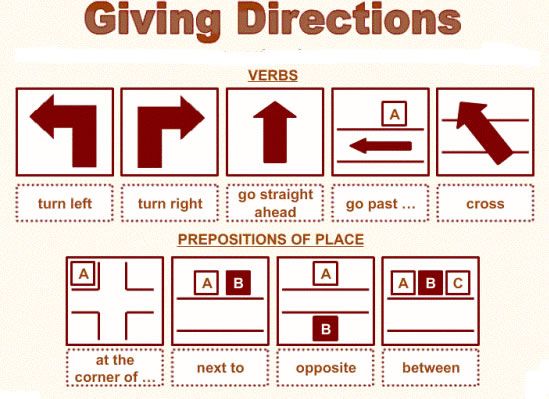 Giving Directions
VERBS
A
turn left
turn right
go straight
ahead
go past ...
cross
PREPOSITIONS OF PLACE
A
A B
A
B
A B C
at the
corner of ...
next to
opposite
between